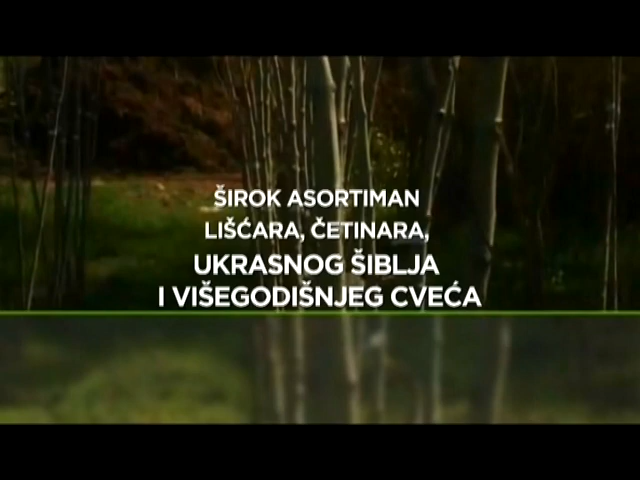 ŠIROK ASORTIMAN
LIŠĆARA, ČETINARA,
UKRASNOG ŠIBLJA
I VIŠEGODIŠNJEG CVEĆA